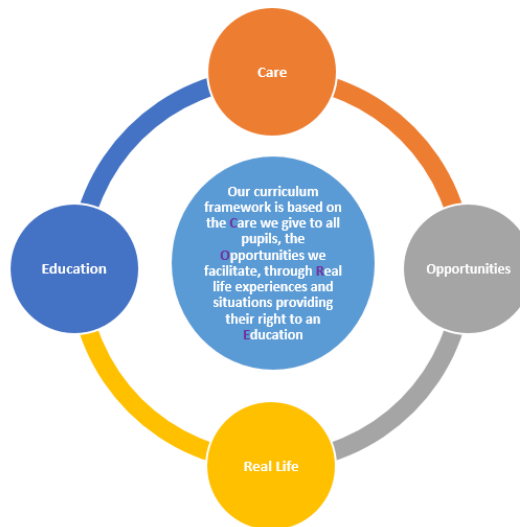 Care
Our curriculum
framework is based on
the Care we give to all
pupils, the
Opportunities we
facilitate, through Real
life experiences and
situations providing
their right to an
Education
Education
Opportunities
Real Life